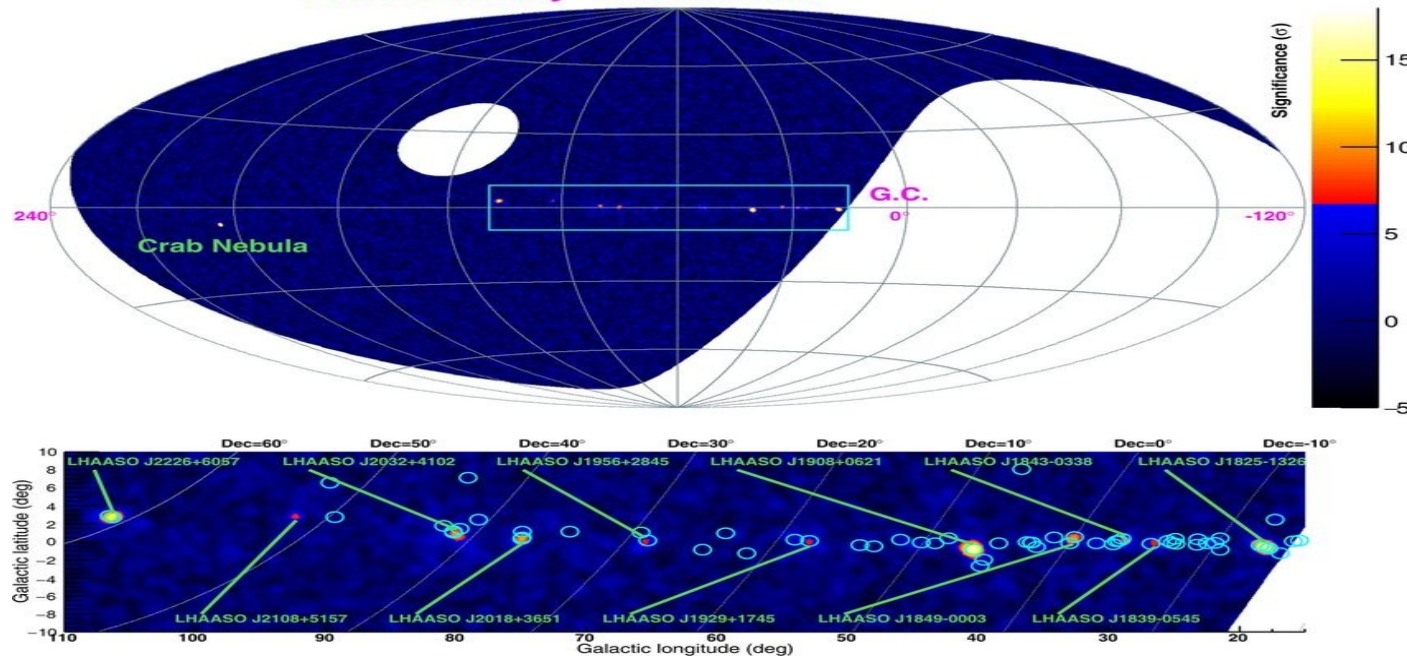 Significance (σ)
15
10
5
0
−5
240°
G.C.
0°
-120°
Crab Nebula
Dec=60° Dec=50° Dec=40° Dec=30° Dec=20° Dec=10° Dec=0° Dec=-10°
Galactic latitude (deg)
10
8
6
4
2
0
−2
−4
−6
−8
−10
LHAASO J2226+6057 LHAASO J2032+4102 LHAASO J1956+2845 LHAASO J1908+0621 LHAASO J1843-0338 LHAASO J1825-1326
LHAASO J2108+5157 LHAASO J2018+3651 LHAASO J1929+1745 LHAASO J1849-0003 LHAASO J1839-0545
110 100 90 80 70 60 50 40 30 20
Galactic longitude (deg)